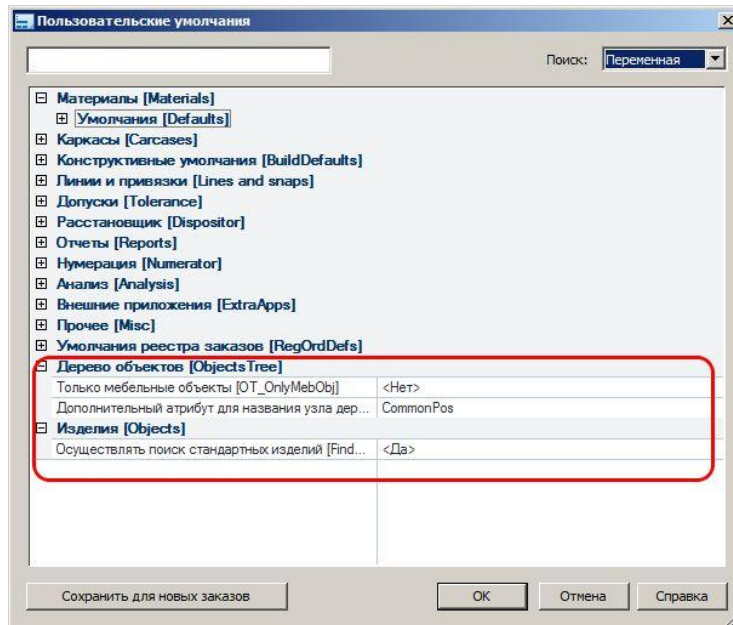 Пользовательские умолчания
Поиск: Переменная
Материалы [Materials]
Умолчания [Defaults]
Каркасы [Carcases]
Конструктивные умолчания [BuildDefaults]
Линии и привязки [Lines and snaps]
Допуски [Tolerance]
Расстановщик [Dispositor]
Отчеты [Reports]
Нумерация [Numerator]
Анализ [Analysis]
Внешние приложения [ExtraApps]
Прочее [Misc]
Умолчания реестра заказов [RegOrdDefs]
Дерево объектов [ObjectsTree]
Только мебельные объекты [OT_OnlyMebObj] <Нет>
Дополнительный атрибут для названия узла дер... CommonPos
Изделия [Objects]
Осуществлять поиск стандартных изделий [Find... <Да>
Сохранить для новых заказов OK Отмена Справка